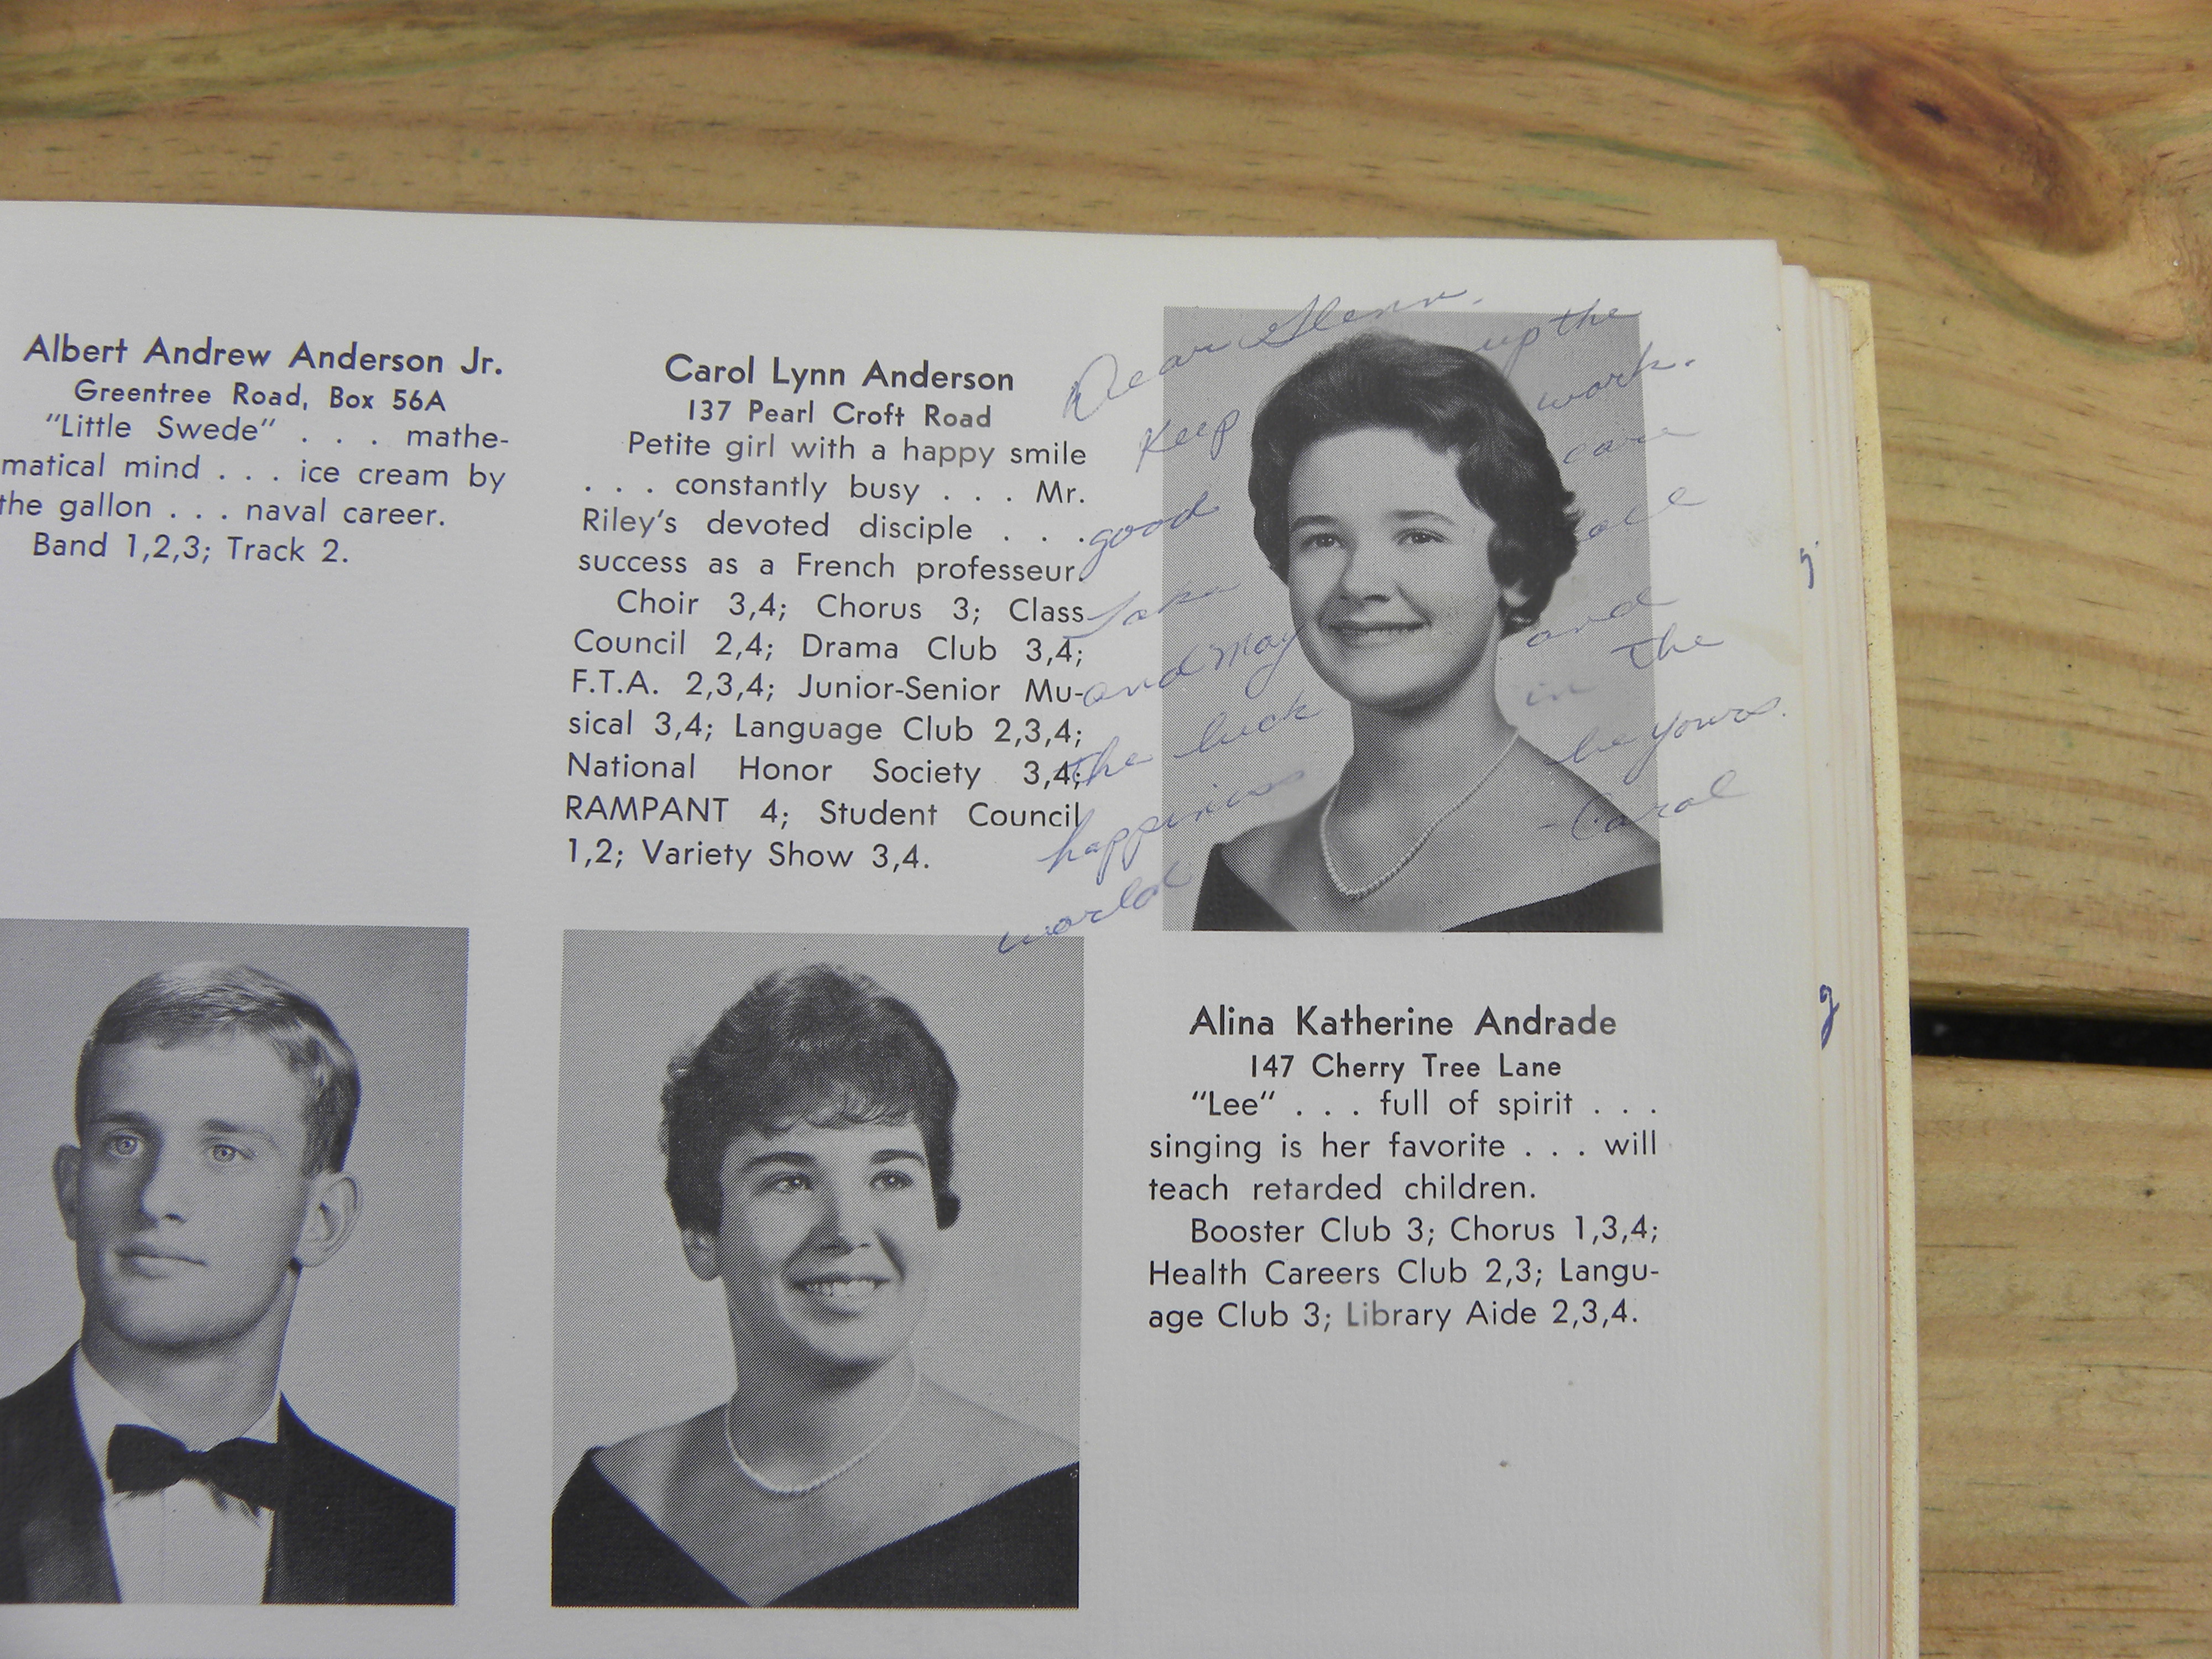 Albert Andrew Anderson Jr.
Greentree Road, Box 56A
"Little Swede" . . . mathe-
matical mind . . . ice cream by
the gallon . . . naval career.
Band 1,2,3; Track 2.
Carol Lynn Anderson
137 Pearl Croft Road
Petite girl with a happy smile
. . . constantly busy . . . Mr.
Riley's devoted disciple . . .
success as a French professeur.
Choir 3,4; Chorus 3; Class
Council 2,4; Drama Club 3,4;
F.T.A. 2,3,4; Junior-Senior Mu-
sical 3,4; Language Club 2,3,4;
National Honor Society 3,4;
RAMPANT 4; Student Council
1,2; Variety Show 3,4.
Dear Glenn,
Keep up the
good work.
Take care
and may all
the luck and
happiness in the
world be yours.
-Carol
Alina Katherine Andrade
147 Cherry Tree Lane
"Lee" . . . full of spirit . . .
singing is her favorite . . . will
teach retarded children.
Booster Club 3; Chorus 1,3,4;
Health Careers Club 2,3; Langu-
age Club 3; Library Aide 2,3,4.
g